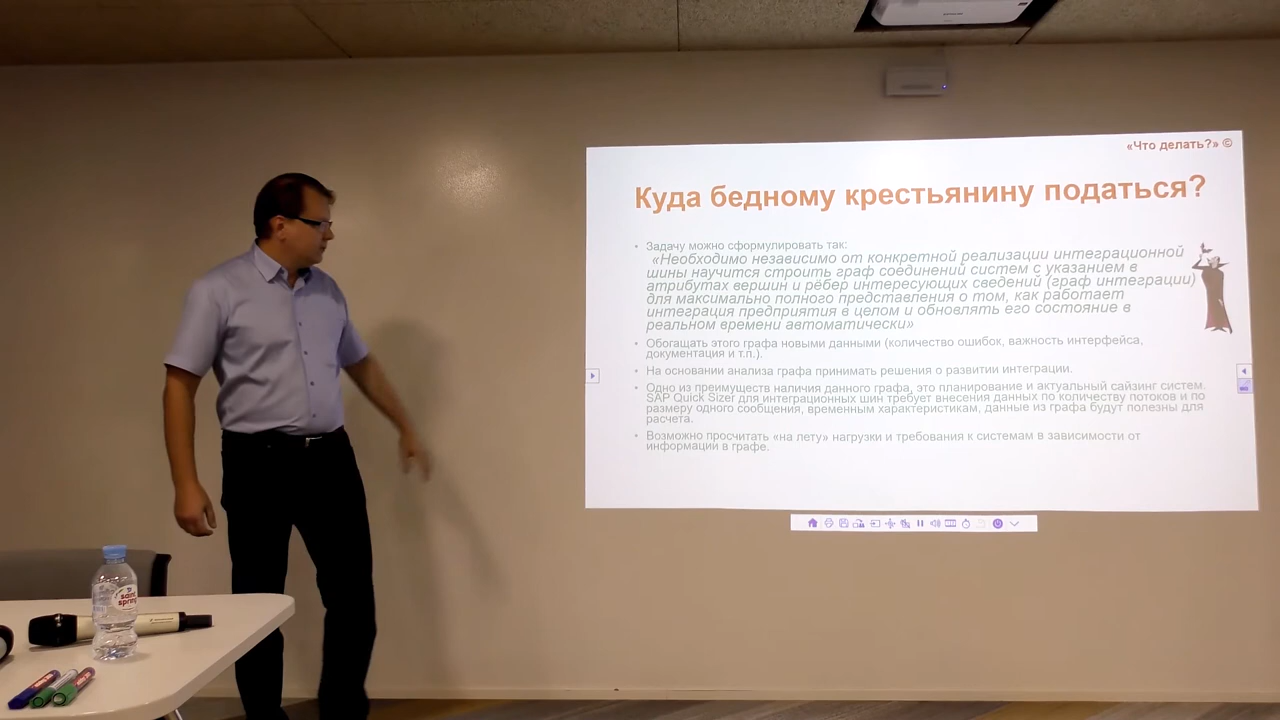 «Что делать?» ©
Куда бедному крестьянину податься?
• Задачу можно сформулировать так:
«Необходимо независимо от конкретной реализации интеграционной
шины научится строить граф соединений систем с указанием в
атрибутах вершин и рёбер интересующих сведений (граф интеграции)
для максимально полного представления о том, как работает
интеграция предприятия в целом и обновлять его состояние в
реальном времени автоматически»
• Обогащать этого графа новыми данными (количество ошибок, важность интерфейса,
документация и т.п.).
• На основании анализа графа принимать решения о развитии интеграции.
• Одно из преимуществ наличия данного графа, это планирование и актуальный сайзинг систем.
SAP Quick Sizer для интеграционных шин требует внесения данных по количеству потоков и по
размеру одного сообщения, временным характеристикам, данные из графа будут полезны для
расчета.
• Возможно просчитать «на лету» нагрузки и требования к системам в зависимости от
информации в графе.
saint
spring